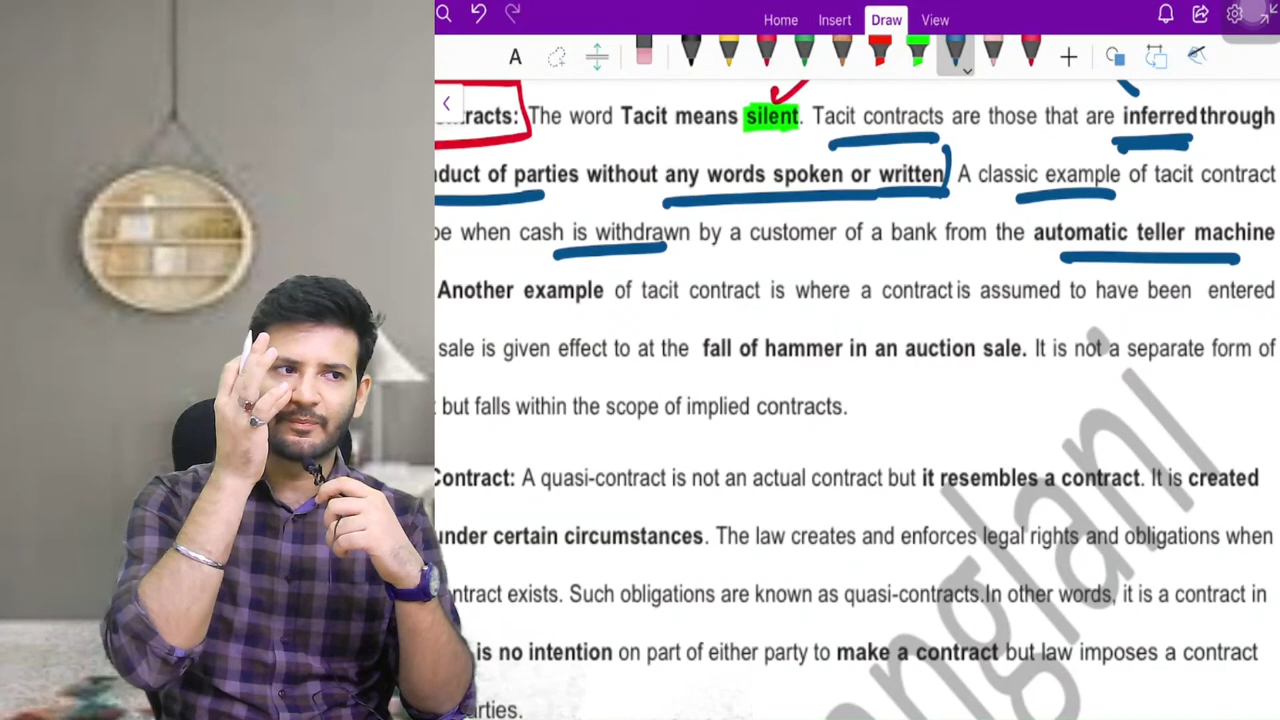 Home Insert Draw View
A
ntracts: The word Tacit means silent. Tacit contracts are those that are inferred through
nduct of parties without any words spoken or written. A classic example of tacit contract
be when cash is withdrawn by a customer of a bank from the automatic teller machine
Another example of tacit contract is where a contract is assumed to have been entered
sale is given effect to at the fall of hammer in an auction sale. It is not a separate form of
but falls within the scope of implied contracts.
Contract: A quasi-contract is not an actual contract but it resembles a contract. It is created
under certain circumstances. The law creates and enforces legal rights and obligations when
ontract exists. Such obligations are known as quasi-contracts.In other words, it is a contract in
is no intention on part of either party to make a contract but law imposes a contract
arties.
anglani